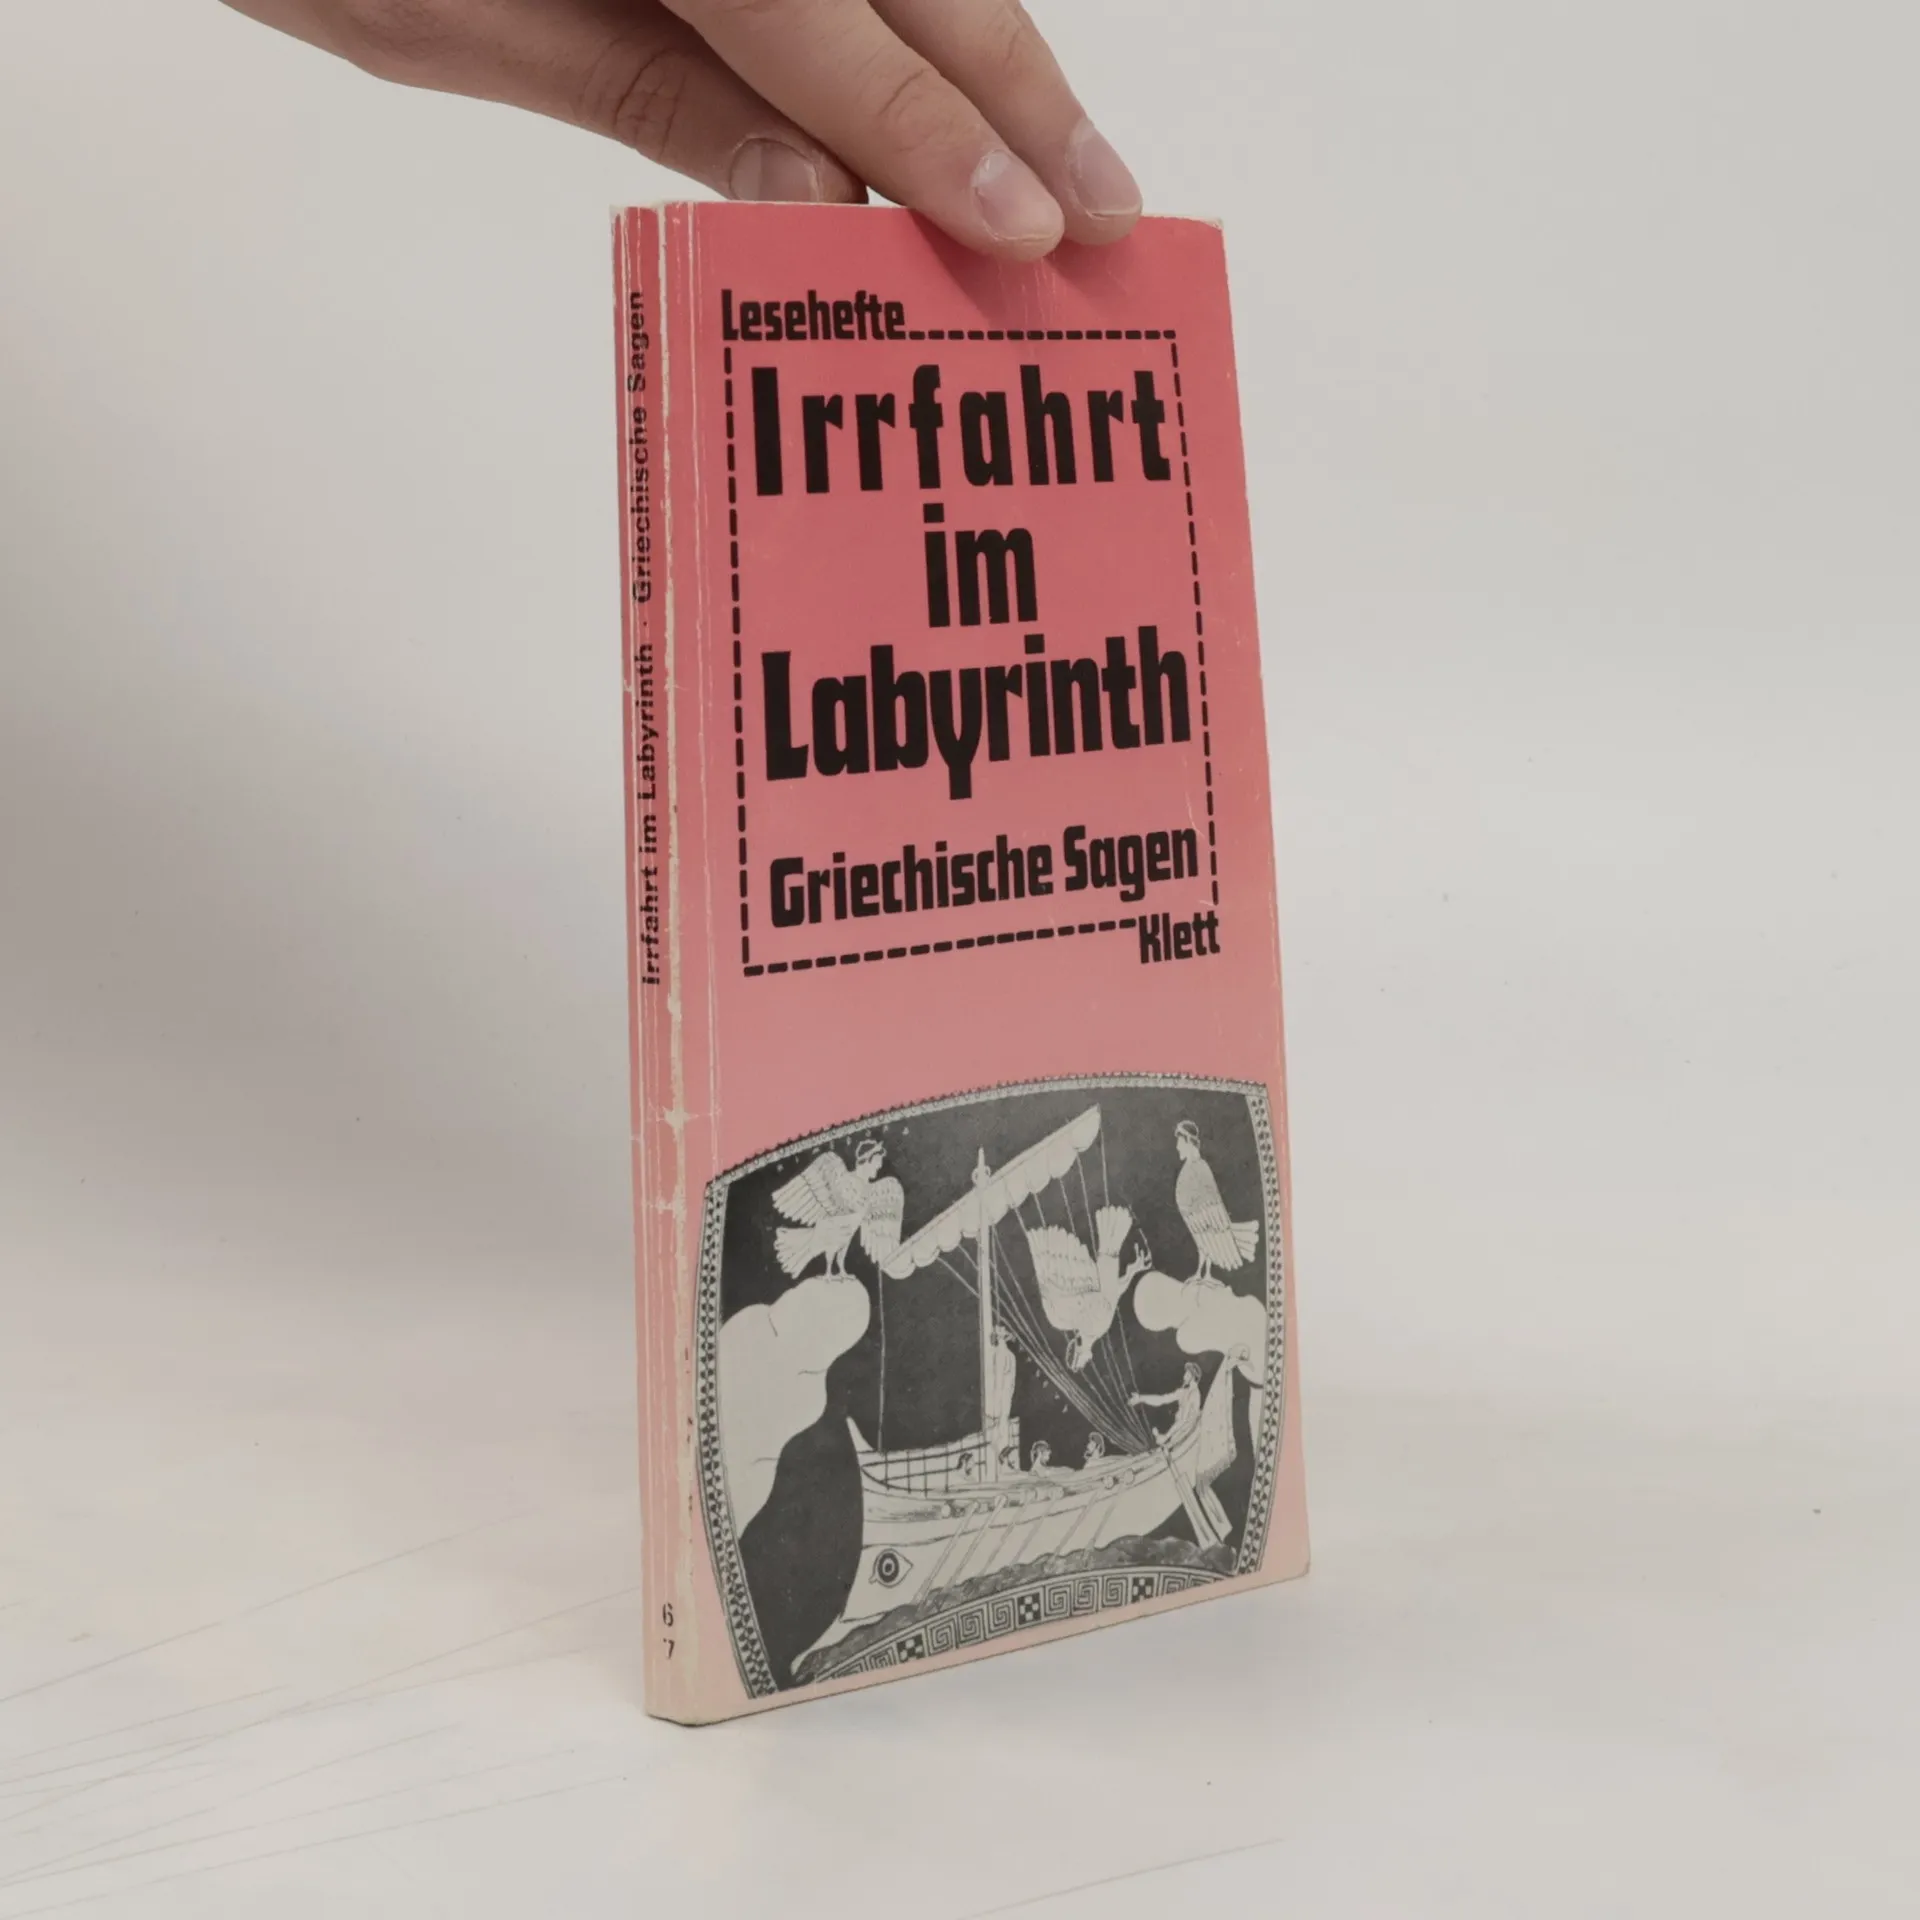 Lesehefte
Irrfahrt
im
Labyrinth
Griechische Sagen
Klett
Irrfahrt im Labyrinth · Griechische Sagen
6
7